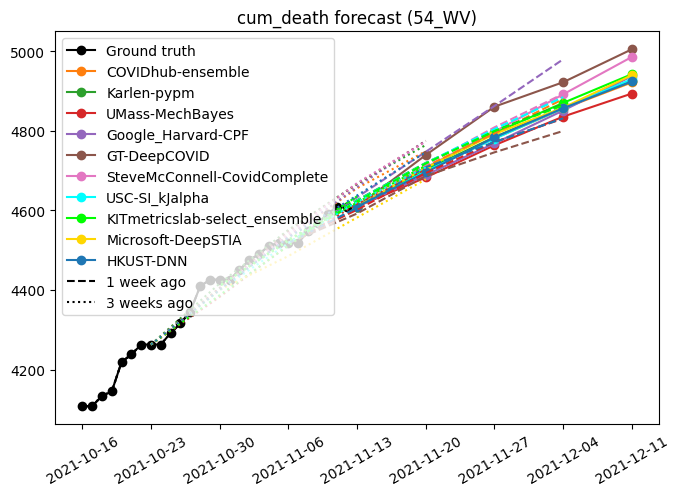 cum_death forecast (54_WV)
5000
4800
4600
4400
4200
Ground truth
COVIDhub-ensemble
Karlen-pypm
UMass-MechBayes
Google_Harvard-CPF
GT-DeepCOVID
SteveMcConnell-CovidComplete
USC-SI_kJalpha
KITmetricslab-select_ensemble
Microsoft-DeepSTIA
HKUST-DNN
1 week ago
3 weeks ago
2021-10-16
2021-10-23
2021-10-30
2021-11-06
2021-11-13
2021-11-20
2021-11-27
2021-12-04
2021-12-11